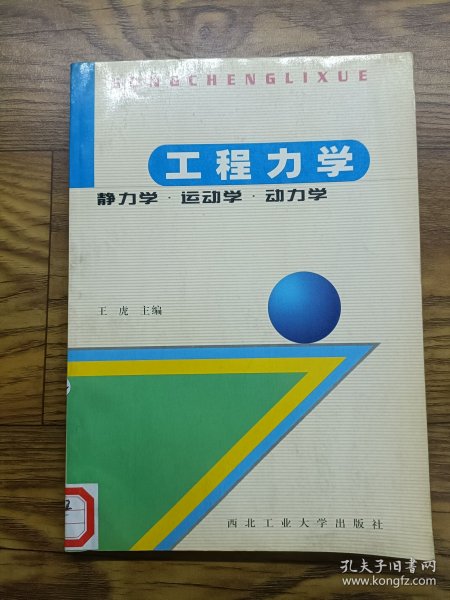 GONGCHENGLIXUE
工程力学
静力学·运动学·动力学
王虎 主编
西北工业大学出版社
孔夫子旧书网
www.kongfz.com